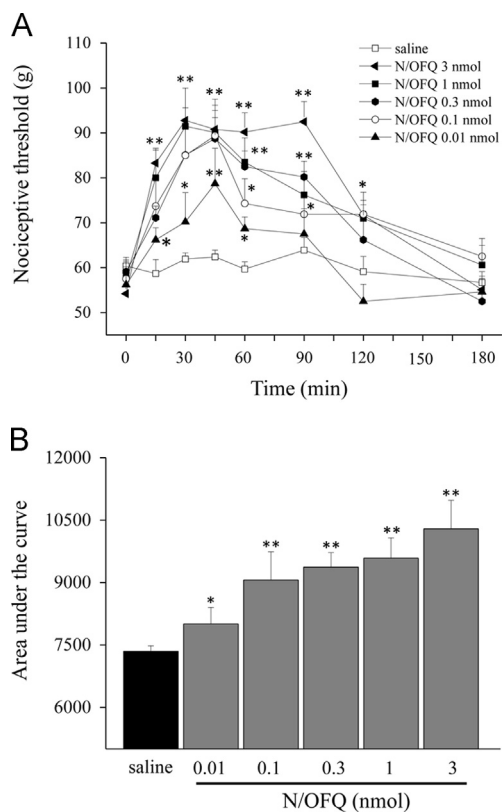 A
110
100
90
80
70
60
50
Nociceptive threshold (g)
saline
N/OFQ 3 nmol
N/OFQ 1 nmol
N/OFQ 0.3 nmol
N/OFQ 0.1 nmol
N/OFQ 0.01 nmol
** ** ** ** **
** **
* ** * *
* * *
0 30 60 90 120 150 180
Time (min)
B
12000
10500
9000
7500
6000
Area under the curve
* ** ** ** **
saline 0.01 0.1 0.3 1 3
N/OFQ (nmol)